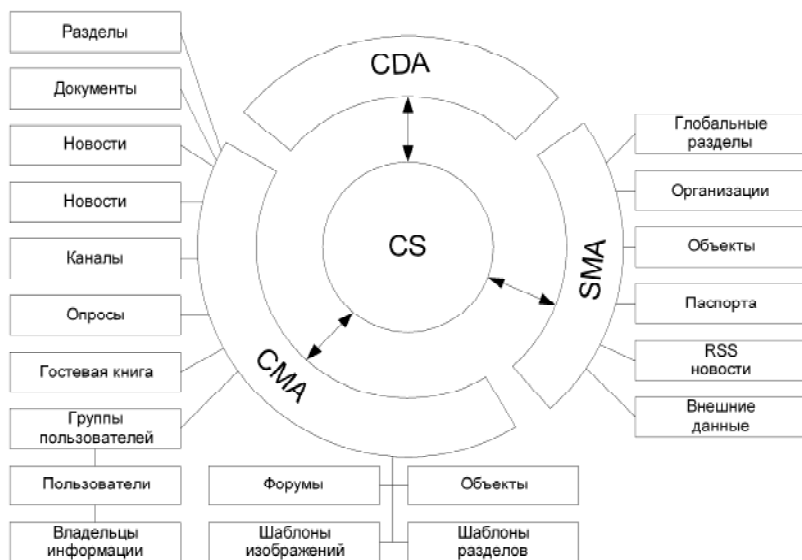 Разделы
Документы
Новости
Новости
Каналы
Опросы
Гостевая книга
Группы
пользователей
Пользователи
Владельцы
информации
CDA
CS
CMA
SMA
Глобальные
разделы
Организации
Объекты
Паспорта
RSS
новости
Внешние
данные
Форумы
Объекты
Шаблоны
изображений
Шаблоны
разделов